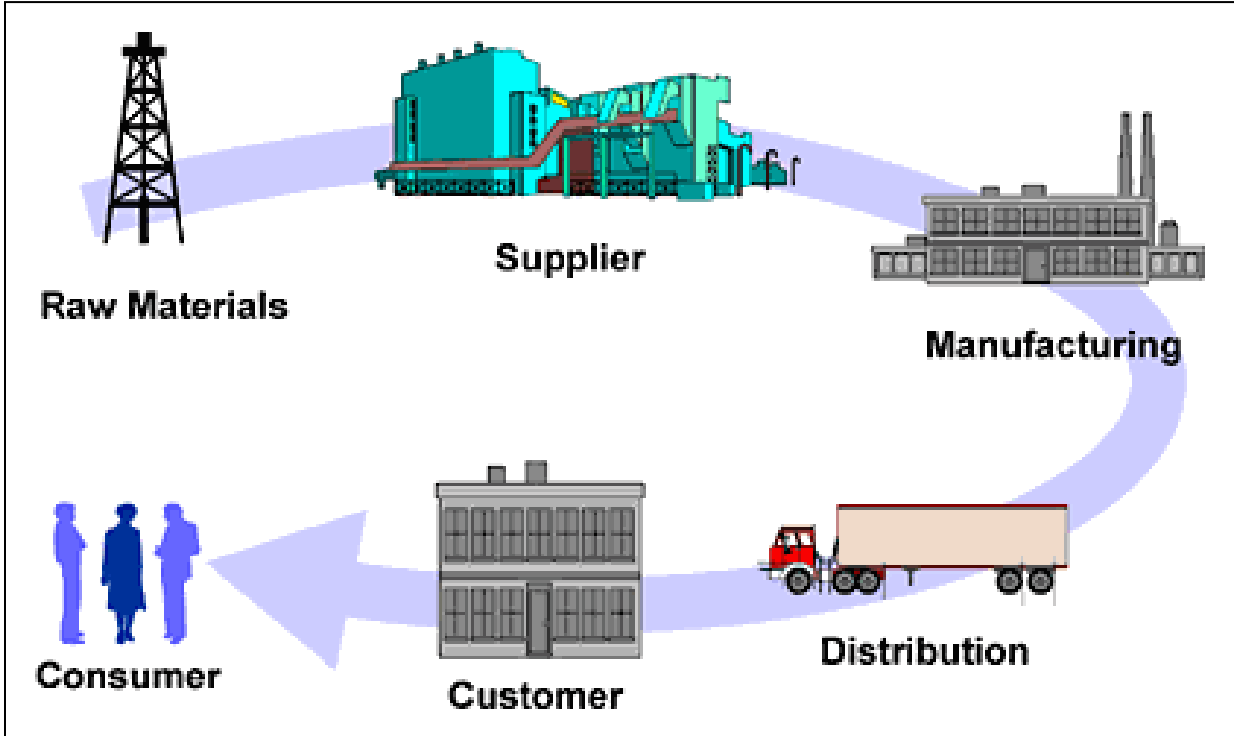 Raw Materials
Supplier
Manufacturing
Distribution
Customer
Consumer